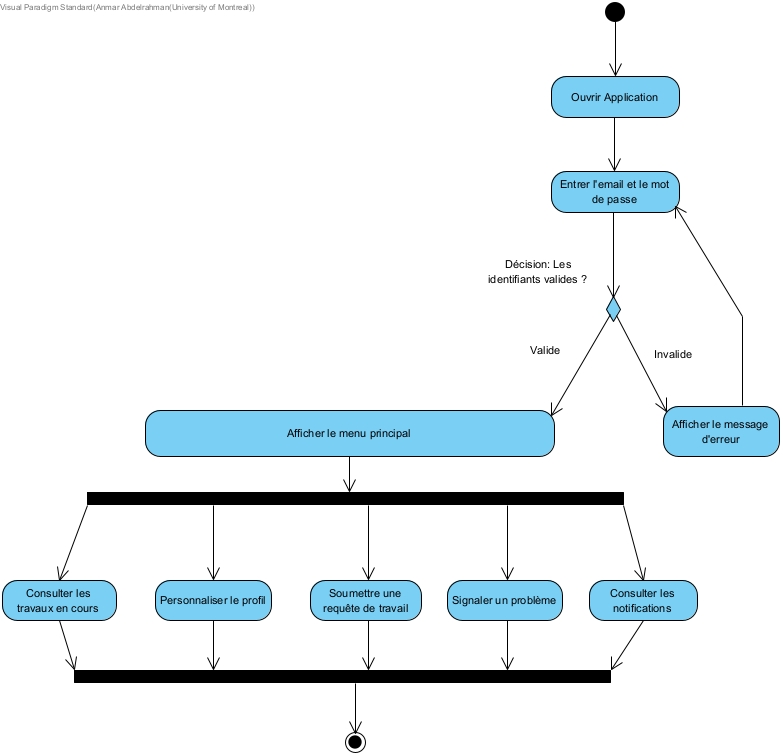 Visual Paradigm Standard(Anmar Abdelrahman(University of Montreal))
Ouvrir Application
Entrer l'email et le mot
de passe
Décision: Les
identifiants valides ?
Valide
Invalide
Afficher le menu principal
Afficher le message
d'erreur
Consulter les
travaux en cours
Personnaliser le profil
Soumettre une
requête de travail
Signaler un problème
Consulter les
notifications